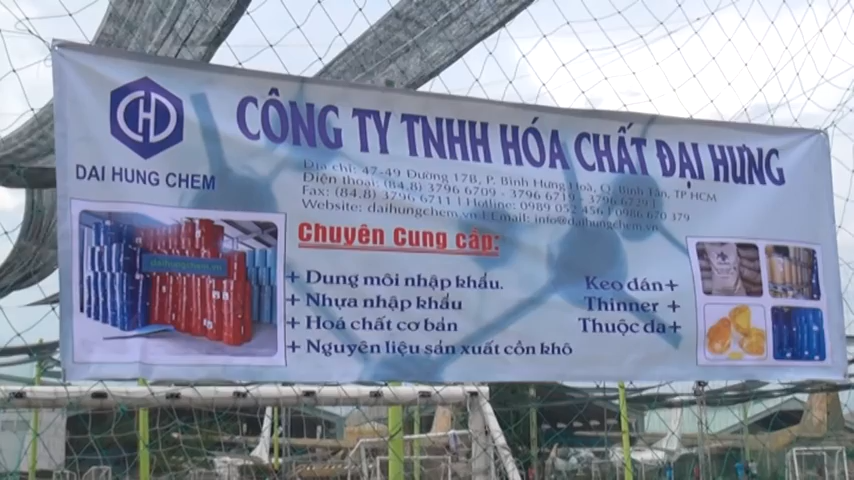 CÔNG TY TNHH HÓA CHẤT ĐẠI HƯNG
CHD
DAI HUNG CHEM
Địa chỉ: 47-49 Đường 17B, P. Bình Hưng Hoà, Q. Bình Tân, TP HCM
Điện thoại: (84.8) 3796 6709 - 3796 6719 - 3796 6729 |
Fax: (84.8) 3796 6711 | Hotline: 0989 052 456 | 0986 670 379
Website: daihungchem.vn | Email: info@daihungchem.vn
Chuyên Cung cấp:
daihungchem.vn
+ Dung môi nhập khẩu.
+ Nhựa nhập khẩu
+ Hoá chất cơ bản
+ Nguyên liệu sản xuất cồn khô
Keo dán+
Thinner +
Thuộc da+